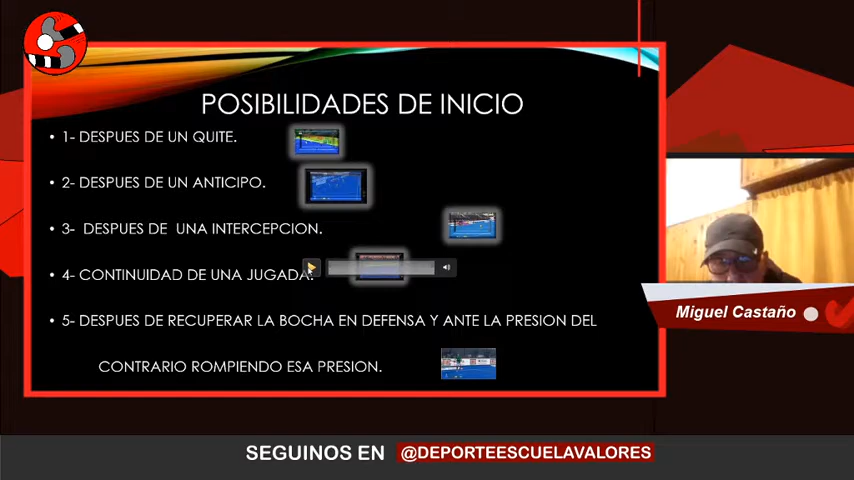 POSIBILIDADES DE INICIO
• 1- DESPUES DE UN QUITE.
• 2- DESPUES DE UN ANTICIPO.
• 3- DESPUES DE UNA INTERCEPCION.
• 4- CONTINUIDAD DE UNA JUGADA.
• 5- DESPUES DE RECUPERAR LA BOCHA EN DEFENSA Y ANTE LA PRESION DEL
CONTRARIO ROMPIENDO ESA PRESION.
Miguel Castaño
SEGUINOS EN @DEPORTEESCUELAVALORES